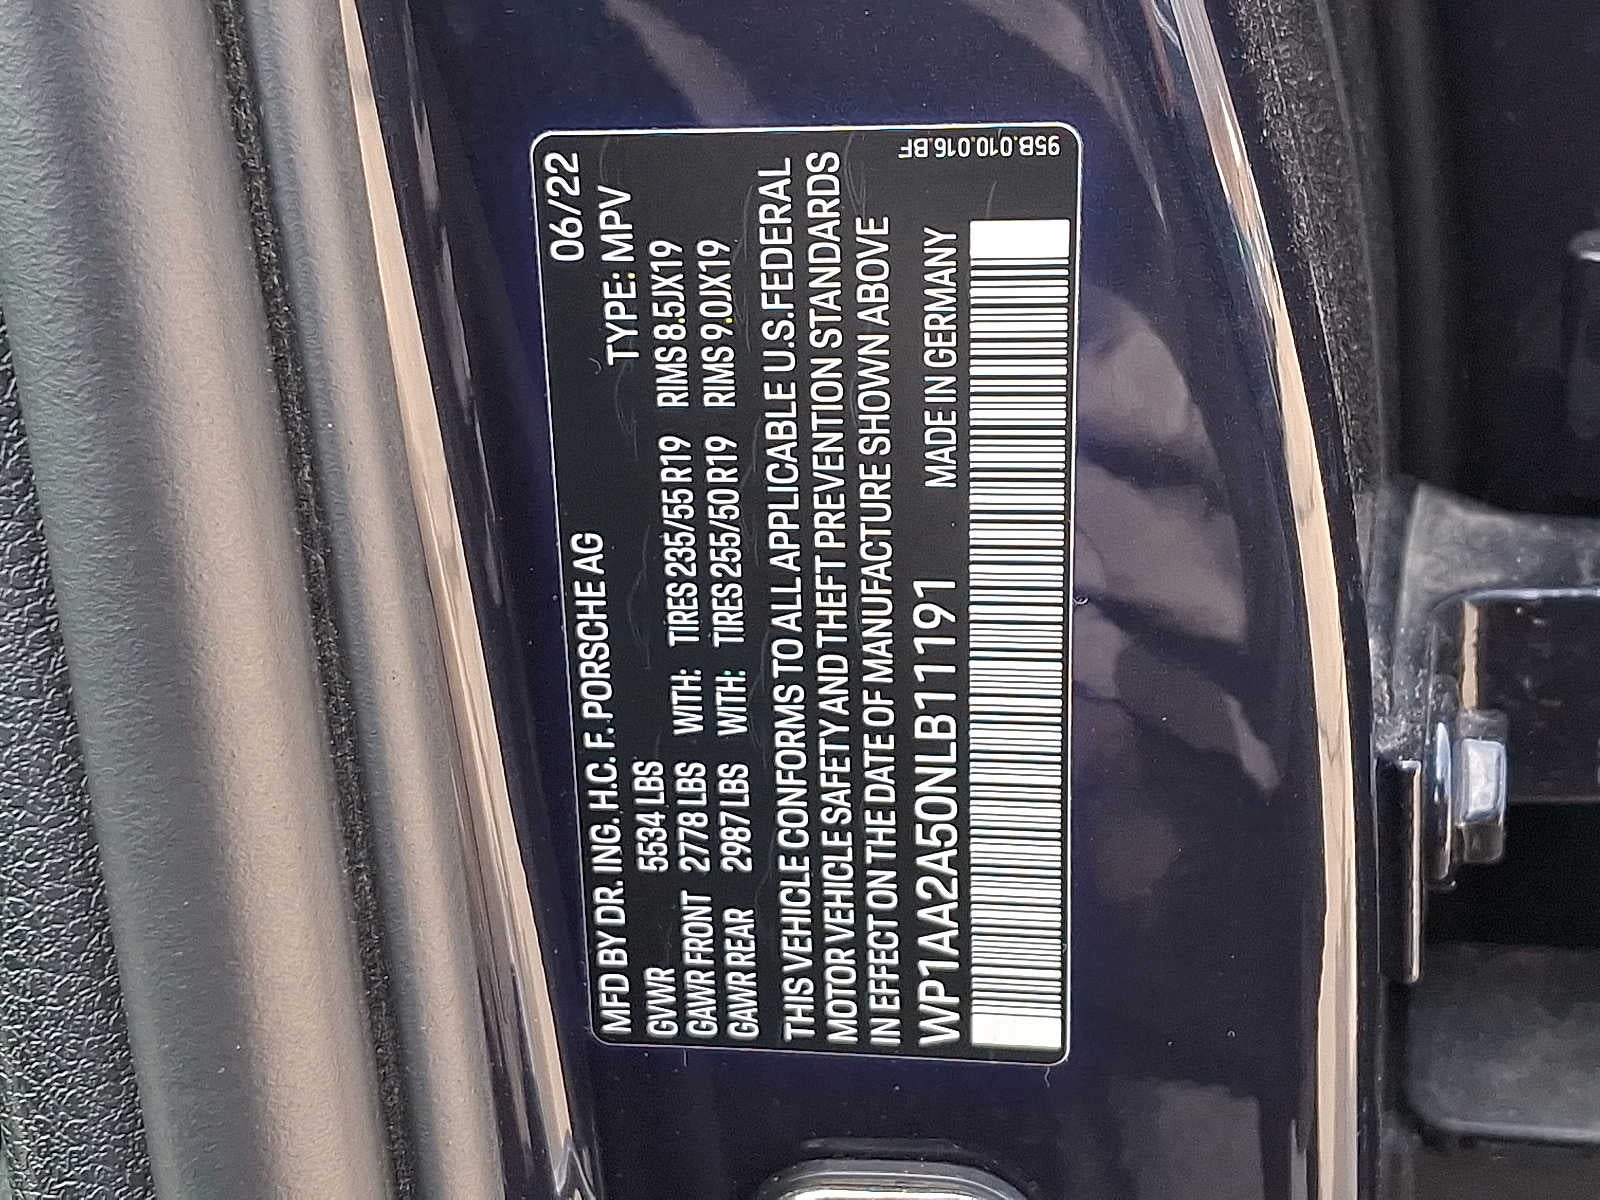 06/22
MFD BY DR. ING. H.C. F. PORSCHE AG TYPE: MPV
GVWR 5534 LBS
GAWR FRONT 2778 LBS WITH: TIRES 235/55 R19 RIMS 8.5JX19
GAWR REAR 2987 LBS WITH: TIRES 255/50 R19 RIMS 9.0JX19
THIS VEHICLE CONFORMS TO ALL APPLICABLE U.S.FEDERAL
MOTOR VEHICLE SAFETY AND THEFT PREVENTION STANDARDS
IN EFFECT ON THE DATE OF MANUFACTURE SHOWN ABOVE
WP1AA2A50NLB11191 MADE IN GERMANY
95B.010.016.BF